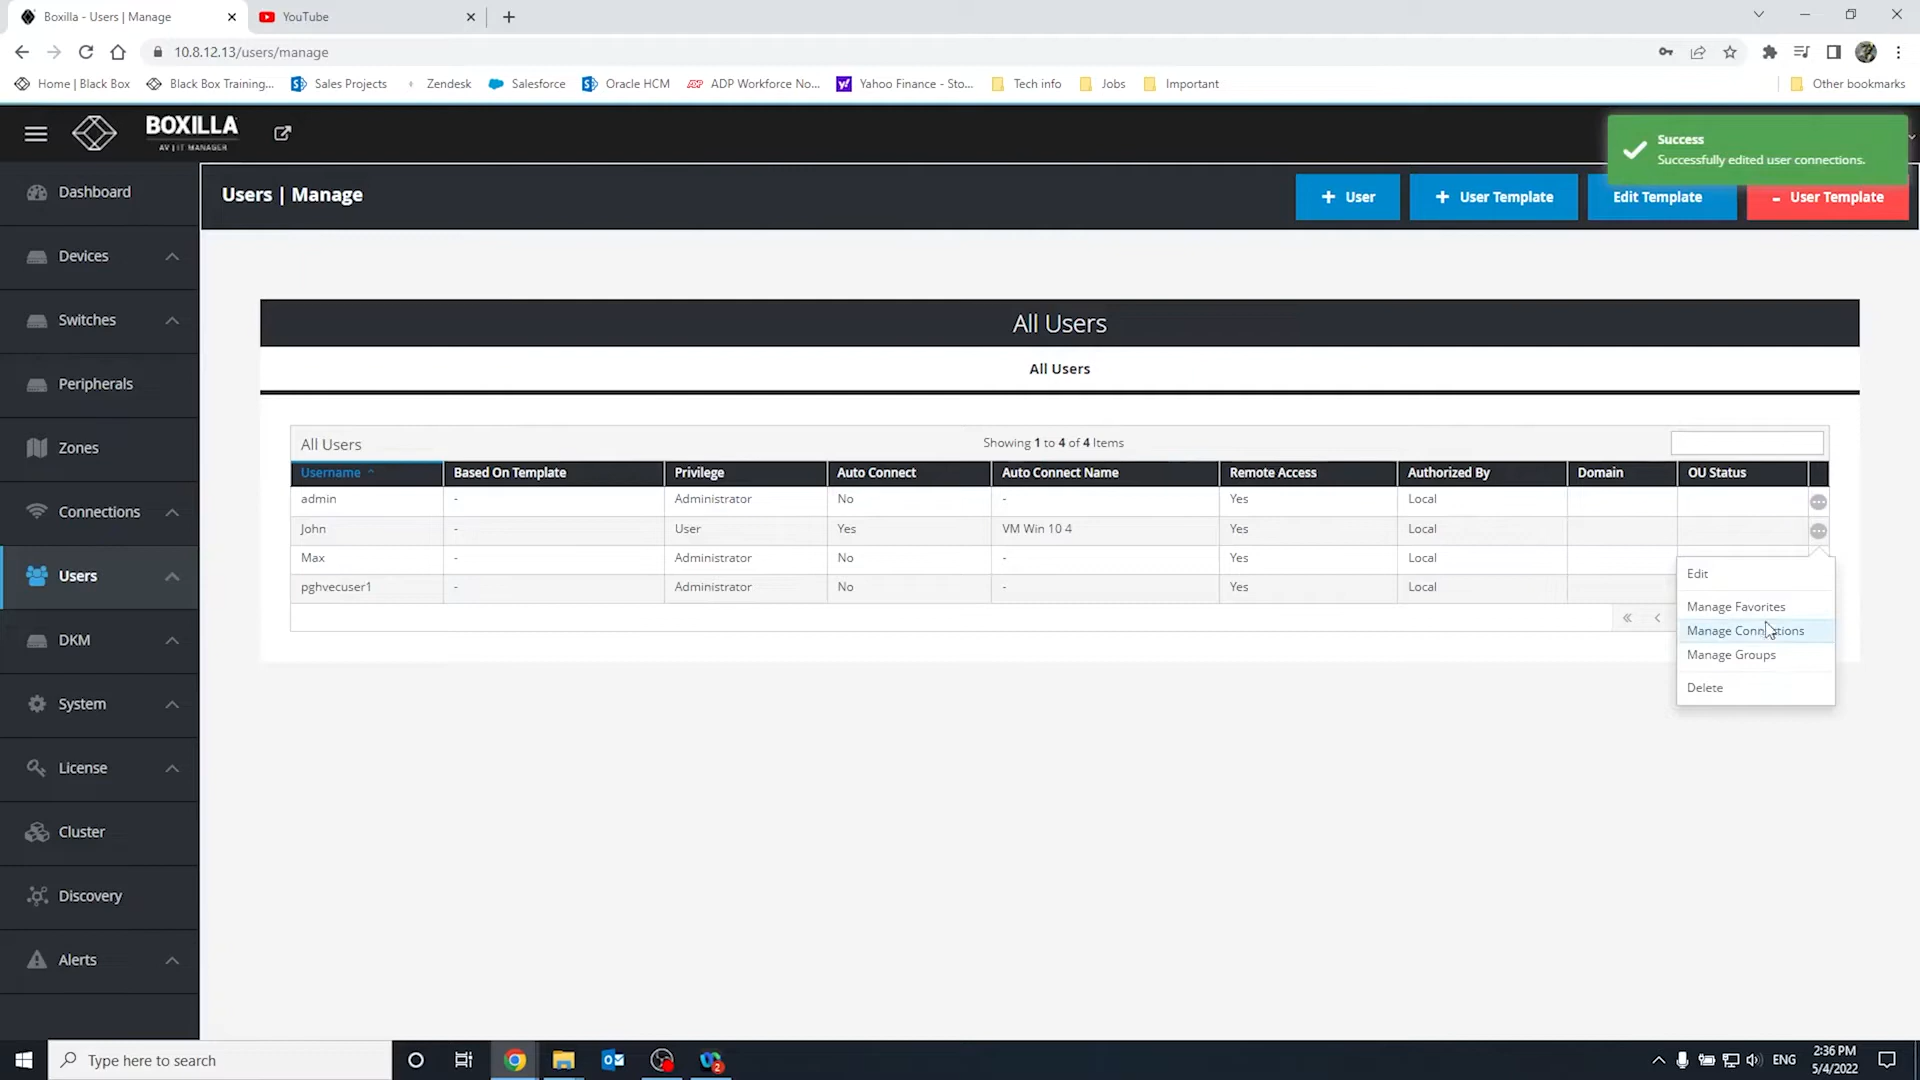 Boxilla - Users | Manage
YouTube
10.8.12.13/users/manage
Home | Black Box
Black Box Training...
Sales Projects
Zendesk
Salesforce
Oracle HCM
ADP Workforce No...
Yahoo Finance - Sto...
Tech info
Jobs
Important
Other bookmarks
BOXILLA
AV | IT MANAGER
Success
Successfully edited user connections.
Users | Manage
+ User
+ User Template
Edit Template
- User Template
Dashboard
Devices
Switches
Peripherals
Zones
Connections
Users
DKM
System
License
Cluster
Discovery
Alerts
All Users
All Users
All Users
Showing 1 to 4 of 4 Items
Username Based On Template Privilege Auto Connect Auto Connect Name Remote Access Authorized By Domain OU Status
admin - Administrator No - Yes Local
John - User Yes VM Win 10 4 Yes Local
Max - Administrator No - Yes Local
pghvecuser1 - Administrator No - Yes Local
« <
Edit
Manage Favorites
Manage Connections
Manage Groups
Delete
Type here to search
2
ENG
2:36 PM
5/4/2022